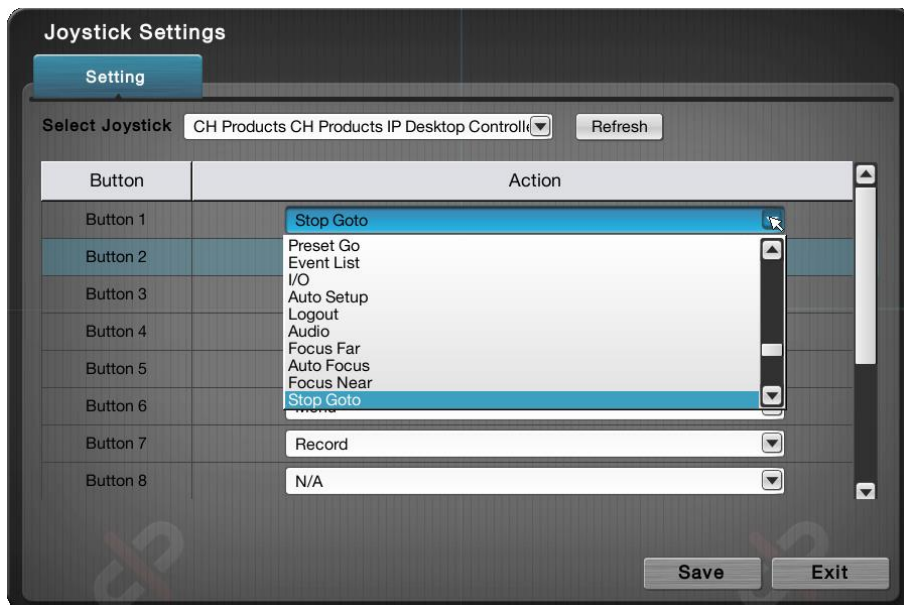 Joystick Settings
Setting
Select Joystick CH Products CH Products IP Desktop Controlle Refresh
Button Action
Button 1 Stop Goto
Preset Go
Button 2 Event List
I/O
Button 3 Auto Setup
Logout
Button 4 Audio
Focus Far
Button 5 Auto Focus
Focus Near
Button 6 Stop Goto
Menu
Button 7 Record
Button 8 N/A
Save Exit